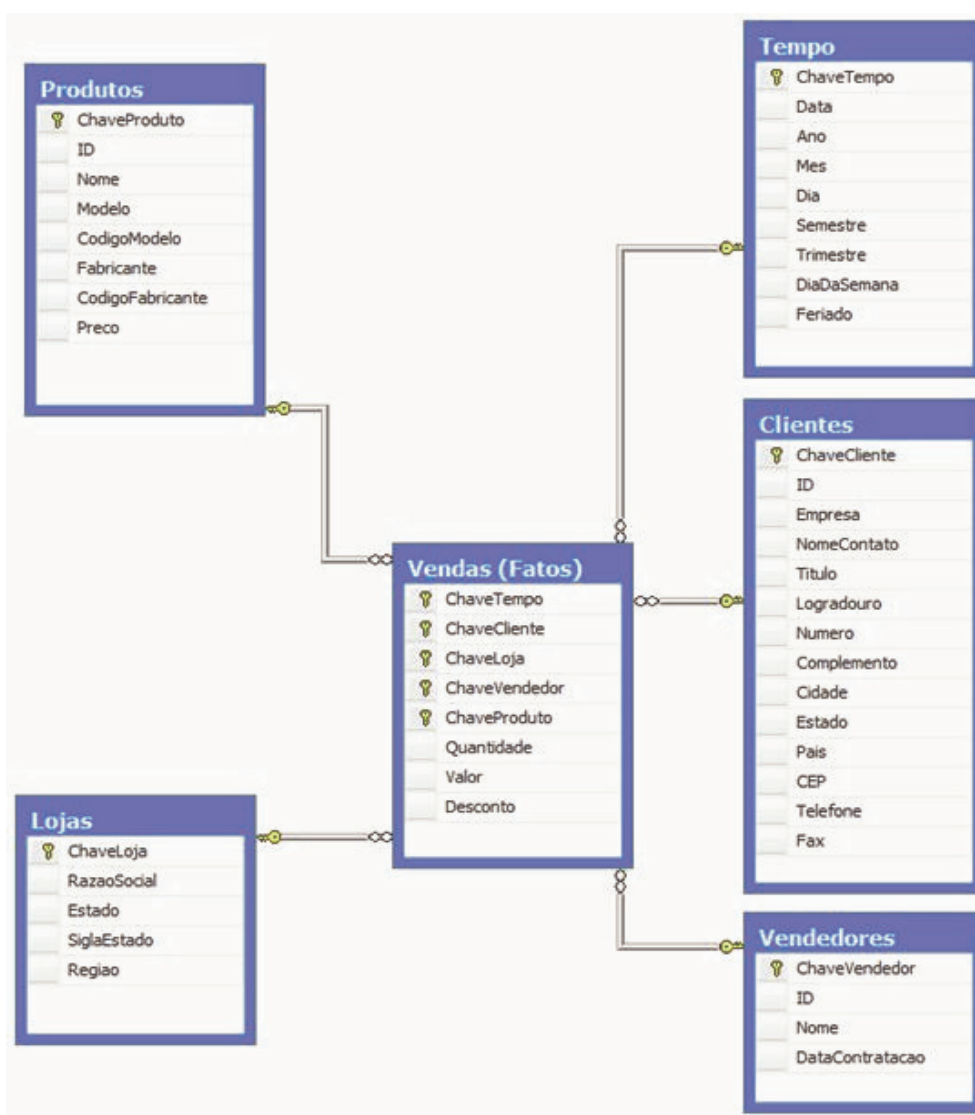 Produtos
ChaveProduto
ID
Nome
Modelo
CodigoModelo
Fabricante
CodigoFabricante
Preco
Tempo
ChaveTempo
Data
Ano
Mes
Dia
Semestre
Trimestre
DiaDaSemana
Feriado
Clientes
ChaveCliente
ID
Empresa
NomeContato
Titulo
Logradouro
Numero
Complemento
Cidade
Estado
Pais
CEP
Telefone
Fax
Vendas (Fatos)
ChaveTempo
ChaveCliente
ChaveLoja
ChaveVendedor
ChaveProduto
Quantidade
Valor
Desconto
Lojas
ChaveLoja
RazaoSocial
Estado
SiglaEstado
Regiao
Vendedores
ChaveVendedor
ID
Nome
DataContratacao